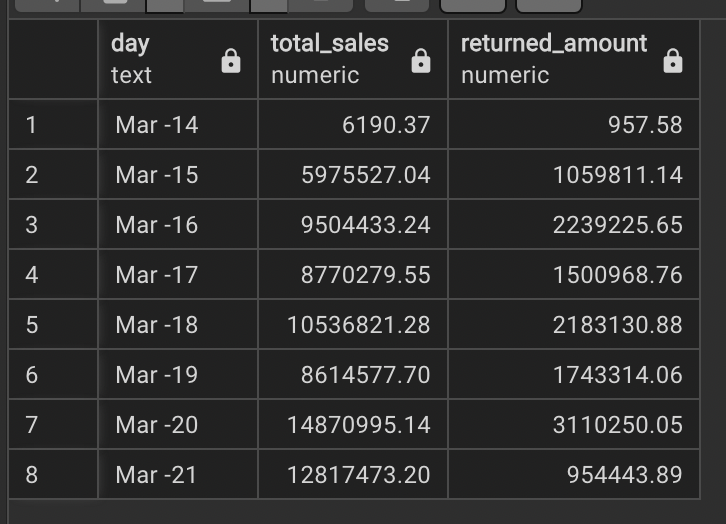 day total_sales returned_amount
text numeric numeric
1 Mar -14 6190.37 957.58
2 Mar -15 5975527.04 1059811.14
3 Mar -16 9504433.24 2239225.65
4 Mar -17 8770279.55 1500968.76
5 Mar -18 10536821.28 2183130.88
6 Mar -19 8614577.70 1743314.06
7 Mar -20 14870995.14 3110250.05
8 Mar -21 12817473.20 954443.89